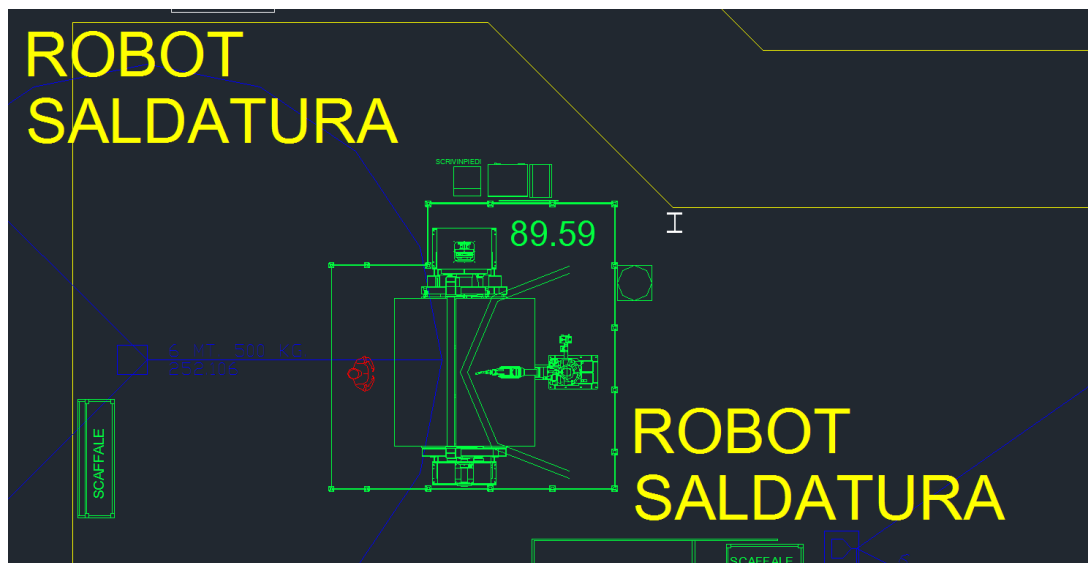 ROBOT
SALDATURA
SCRIVINPIEDI
89.59
SCAFFALE
ROBOT
SALDATURA
SCAFFALE